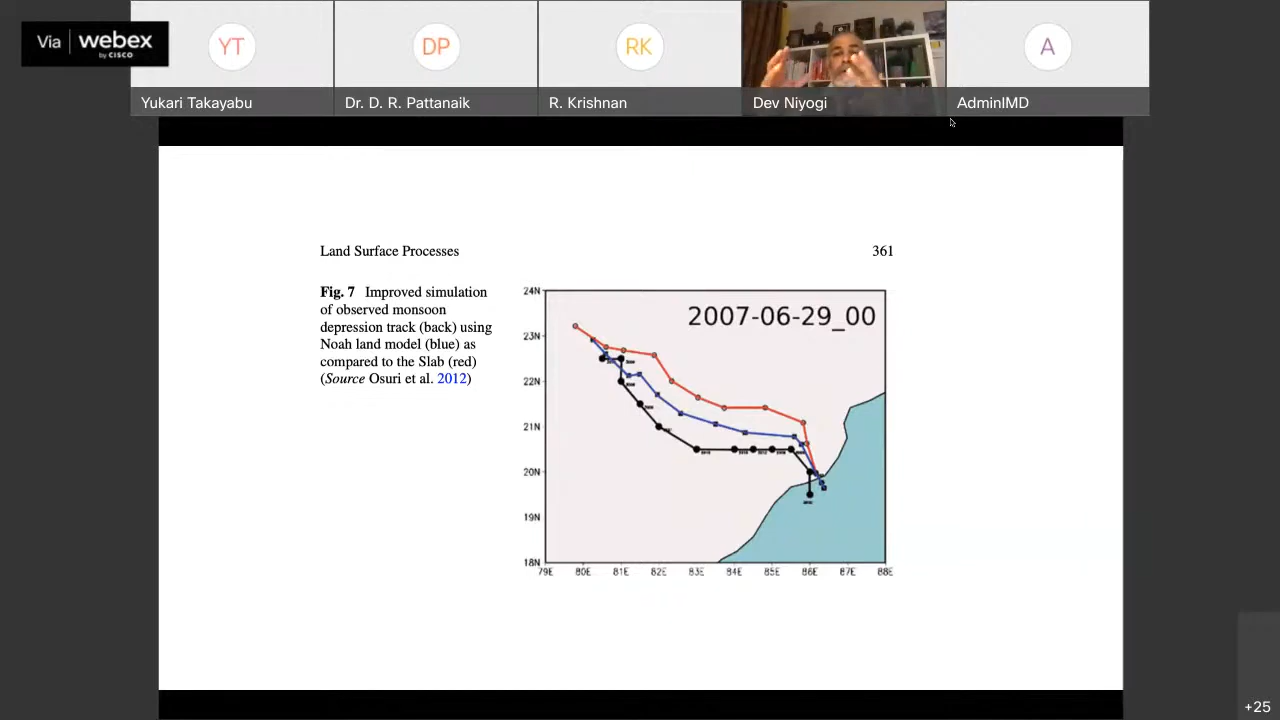 Via webex
by CISCO
YT
DP
RK
A
Yukari Takayabu
Dr. D. R. Pattanaik
R. Krishnan
Dev Niyogi
AdminIMD
Land Surface Processes
361
Fig. 7 Improved simulation
of observed monsoon
depression track (back) using
Noah land model (blue) as
compared to the Slab (red)
(Source Osuri et al. 2012)
2007-06-29_00
24N
23N
22N
21N
20N
19N
18N
79E 80E 81E 82E 83E 84E 85E 86E 87E 88E
+25